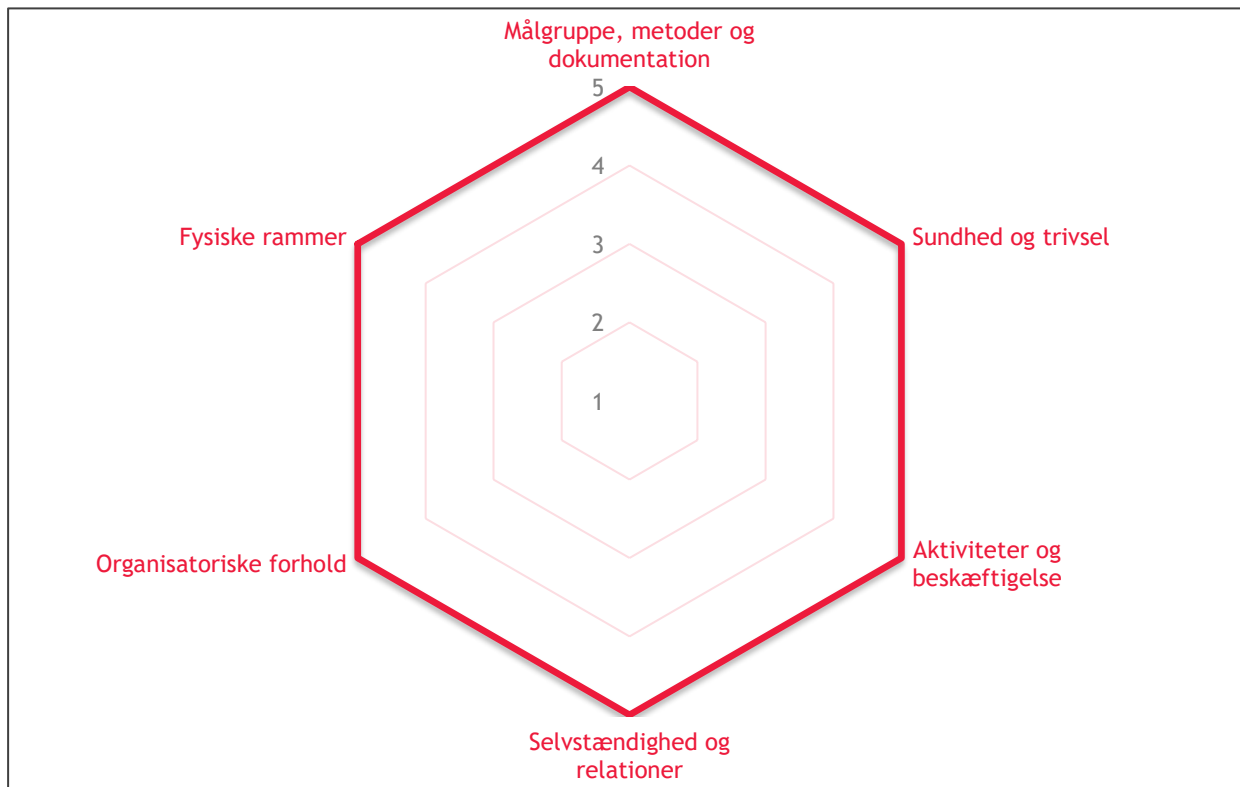 Målgruppe, metoder og
dokumentation
5
4
Fysiske rammer
3
Sundhed og trivsel
2
1
Organisatoriske forhold
Aktiviteter og
beskæftigelse
Selvstændighed og
relationer